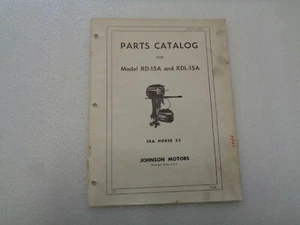 PARTS CATALOG
FOR
Model RD-15A and RDL-15A
SEA HORSE 25
JOHNSON MOTORS